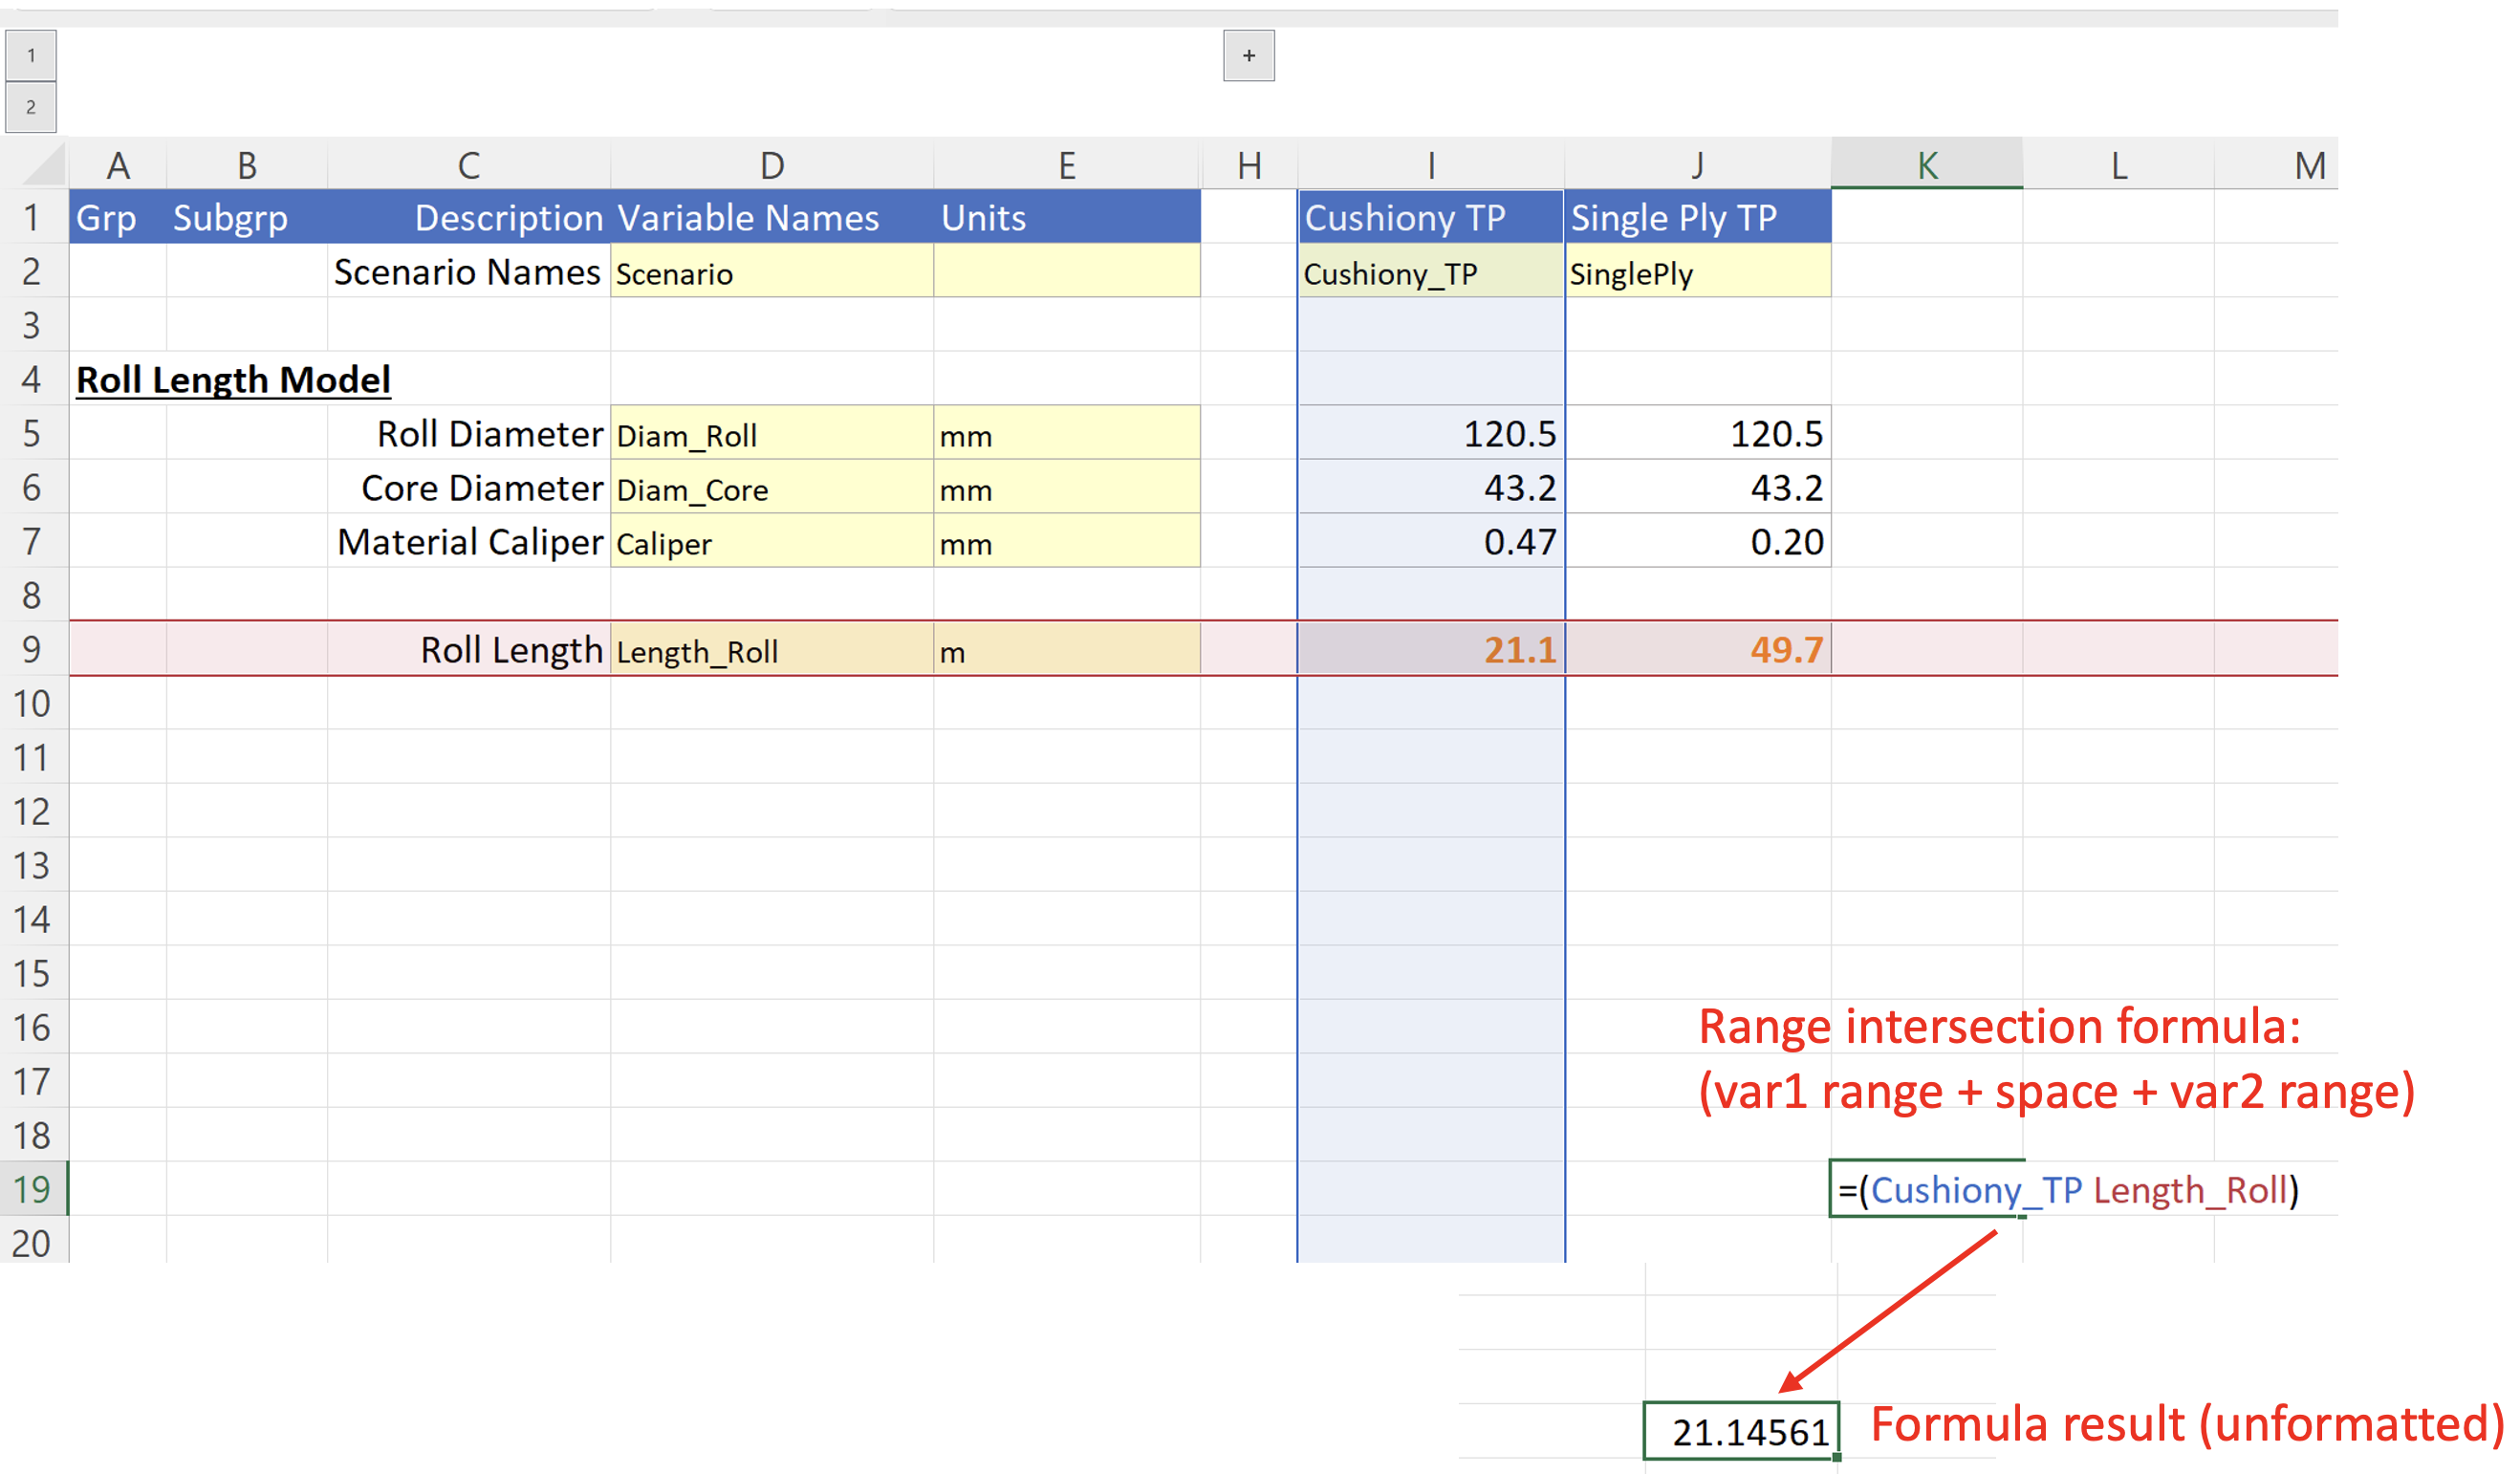 1
+
2
A B C D E H I J K L M
1 Grp Subgrp Description Variable Names Units Cushiony TP Single Ply TP
2 Scenario Names Scenario Cushiony_TP SinglePly
3
4 Roll Length Model
5 Roll Diameter Diam_Roll mm 120.5 120.5
6 Core Diameter Diam_Core mm 43.2 43.2
7 Material Caliper Caliper mm 0.47 0.20
8
9 Roll Length Length_Roll m 21.1 49.7
10
11
12
13
14
15
16
Range intersection formula:
17
(var1 range + space + var2 range)
18
19 =(Cushiony_TP Length_Roll)
20
21.14561 Formula result (unformatted)